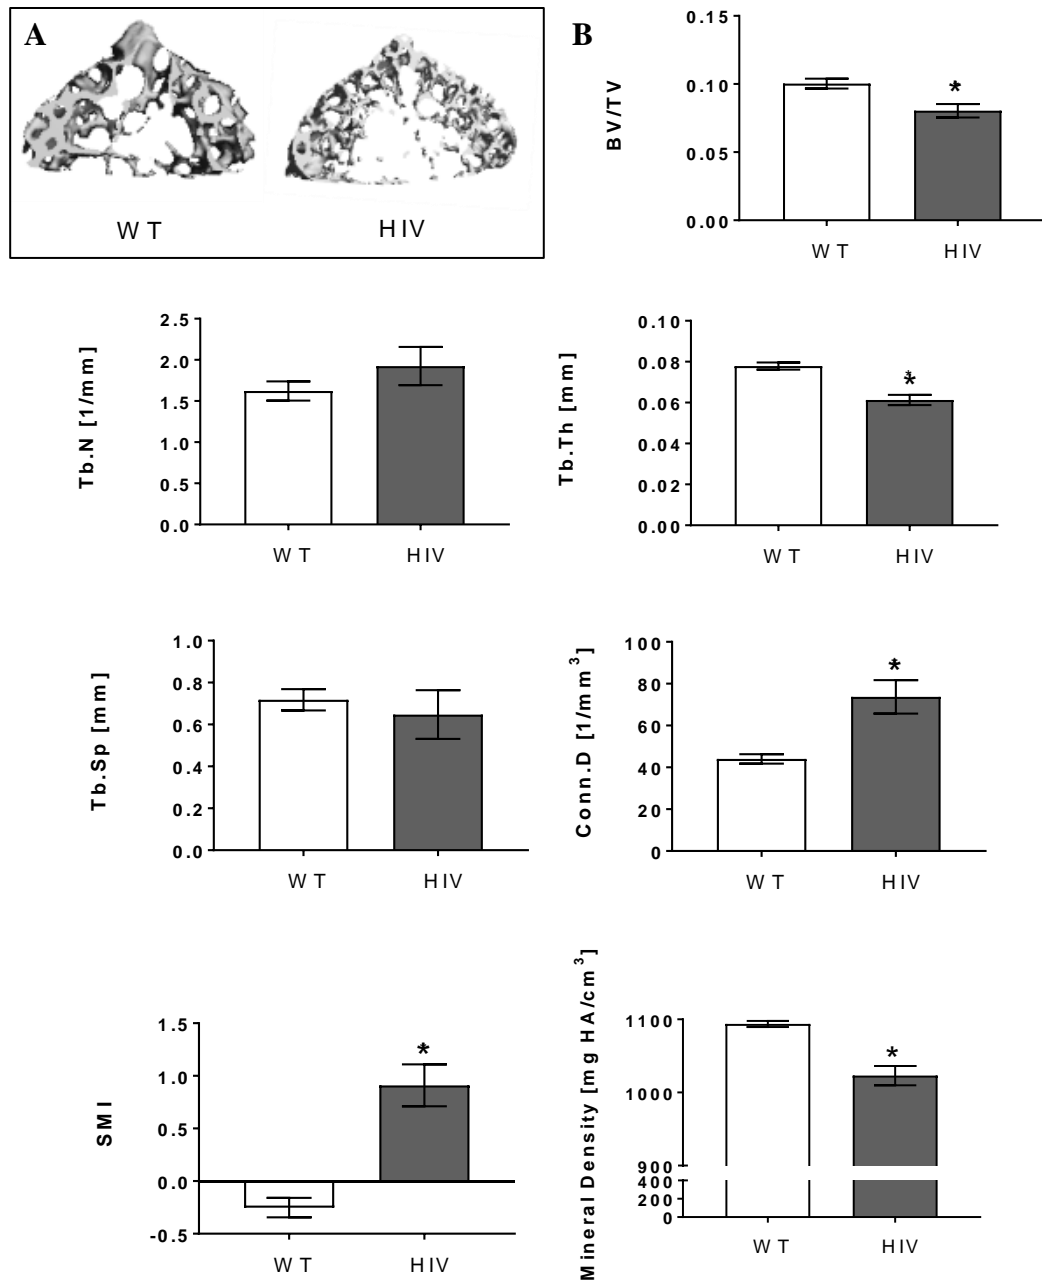 A
WT
HIV
B
BV/TV
0.15
0.10
0.05
0.00
*
WT
HIV
Tb.N [1/mm]
2.5
2.0
1.5
1.0
0.5
0.0
WT
HIV
Tb.Th [mm]
0.10
0.08
0.06
0.04
0.02
0.00
*
WT
HIV
Tb.Sp [mm]
1.0
0.8
0.6
0.4
0.2
0.0
WT
HIV
Conn.D [1/mm³]
100
80
60
40
20
0
*
WT
HIV
SMI
1.5
1.0
0.5
0.0
-0.5
*
WT
HIV
Mineral Density [mg HA/cm³]
1100
1000
900
400
200
0
*
WT
HIV